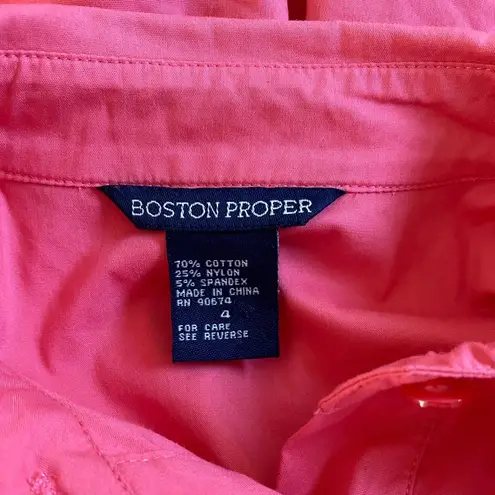 BOSTON PROPER
70% COTTON
25% NYLON
5% SPANDEX
MADE IN CHINA
RN 90674
4
FOR CARE
SEE REVERSE